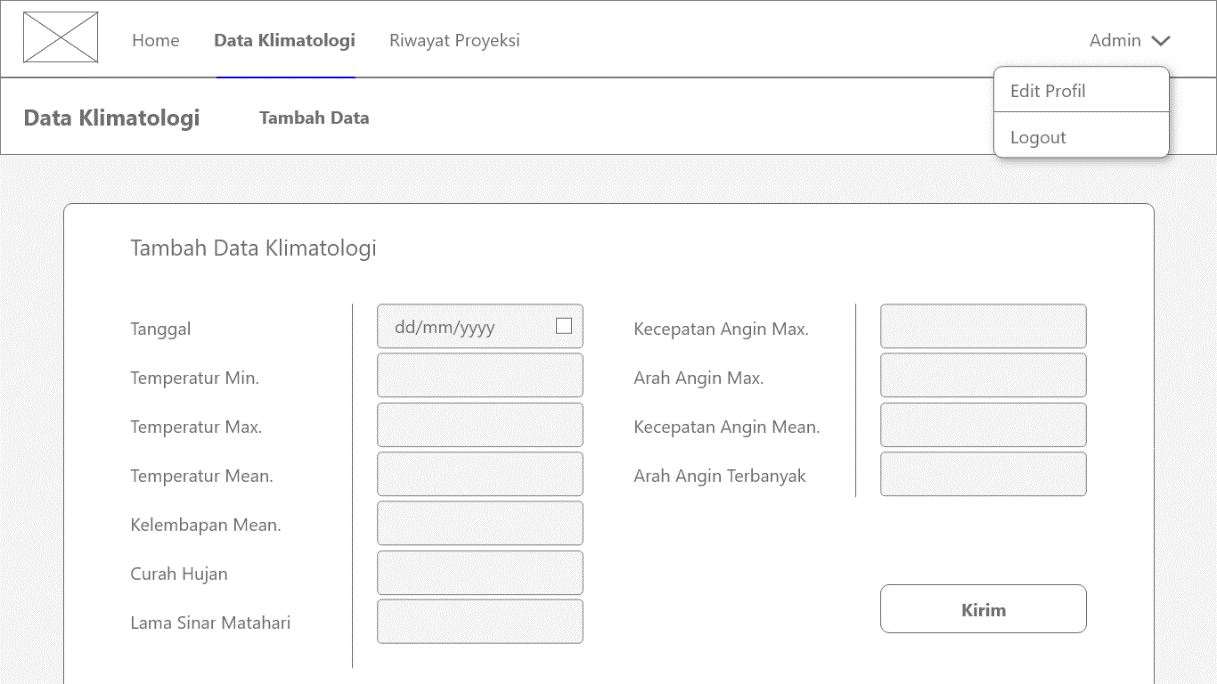 Home
Data Klimatologi
Riwayat Proyeksi
Admin
Edit Profil
Logout
Data Klimatologi
Tambah Data
Tambah Data Klimatologi
Tanggal
dd/mm/yyyy
Temperatur Min.
Temperatur Max.
Temperatur Mean.
Kelembapan Mean.
Curah Hujan
Lama Sinar Matahari
Kecepatan Angin Max.
Arah Angin Max.
Kecepatan Angin Mean.
Arah Angin Terbanyak
Kirim